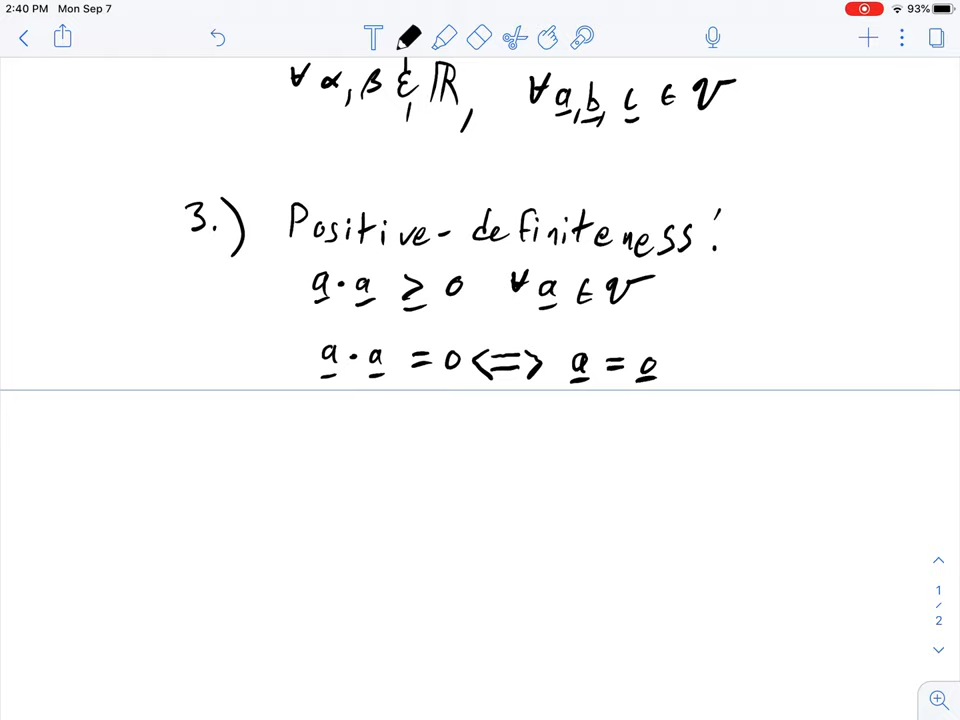 2:40 PM Mon Sep 7 93%
T
∀ α, β ∈ ℝ, ∀ a, b, c ∈ V
3.) Positive-definiteness:
a · a ≥ 0 ∀ a ∈ V
a · a = 0 <=> a = 0
1
/
2